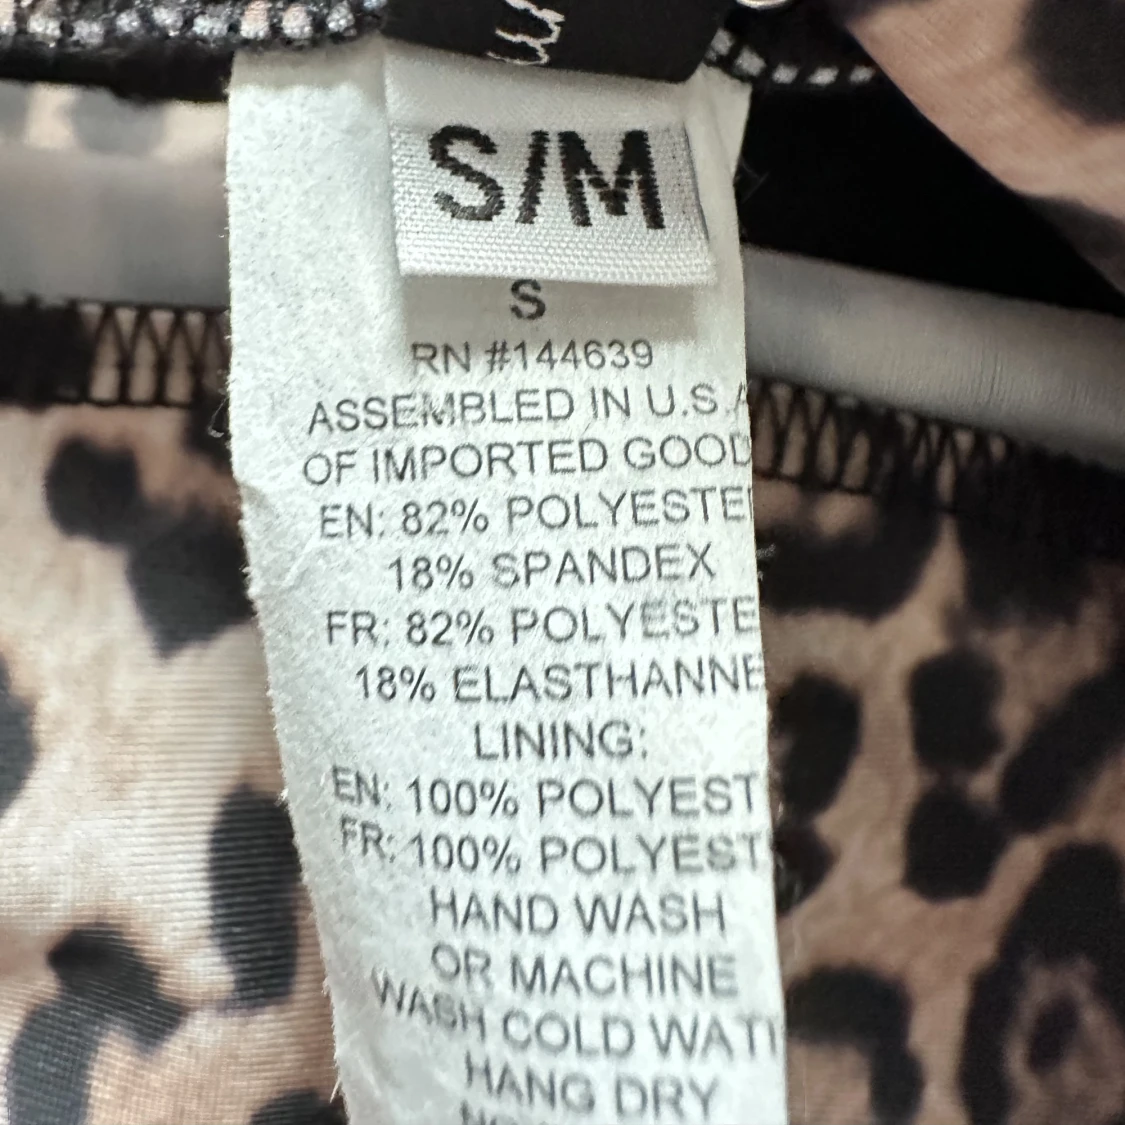 S/M
S
RN #144639
ASSEMBLED IN U.S.A
OF IMPORTED GOOD
EN: 82% POLYESTE
18% SPANDEX
FR: 82% POLYESTE
18% ELASTHANNE
LINING:
EN: 100% POLYEST
FR: 100% POLYEST
HAND WASH
OR MACHINE
WASH COLD WAT
HANG DRY